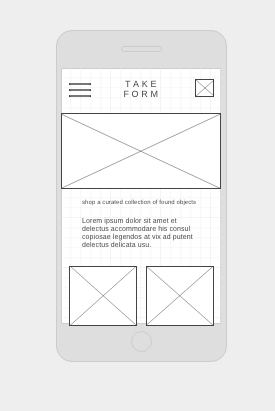 TAKE
FORM
shop a curated collection of found objects
Lorem ipsum dolor sit amet et
delectus accommodare his consul
copiosae legendos at vix ad putent
delectus delicata usu.